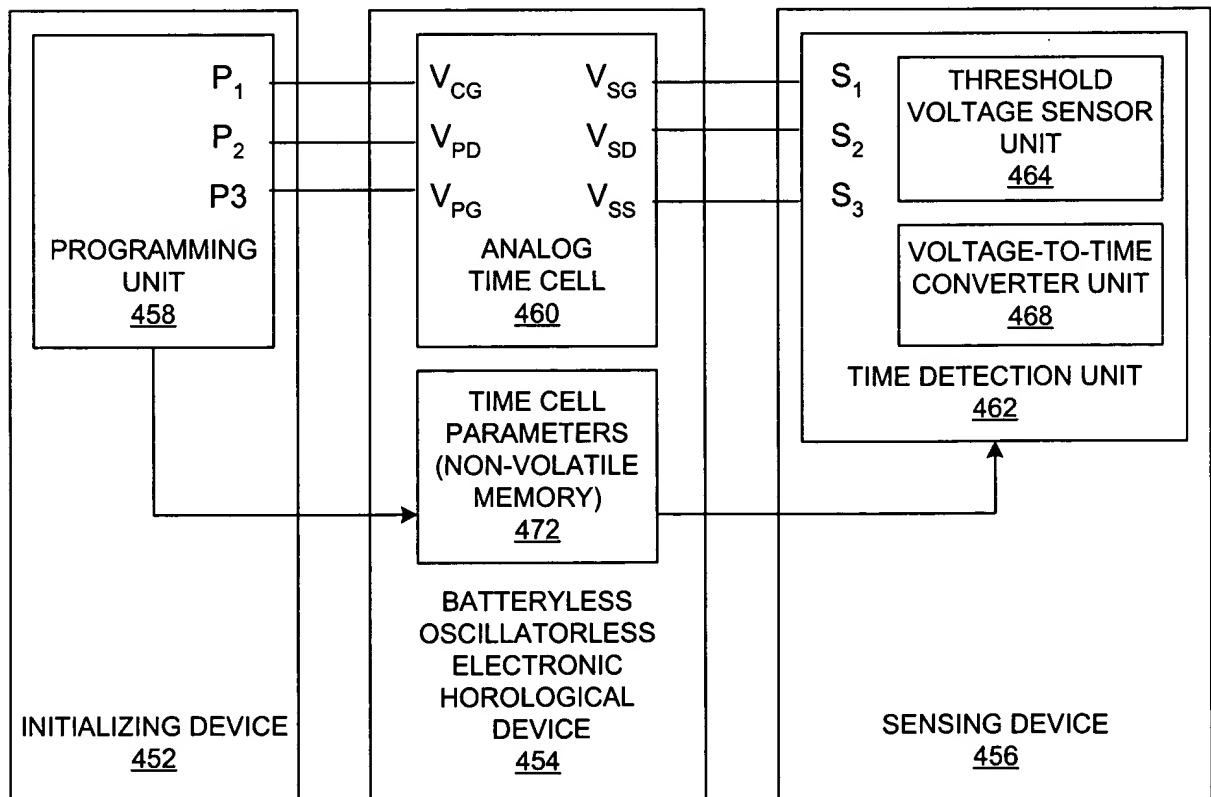 P1
P2
P3
PROGRAMMING
UNIT
458
INITIALIZING DEVICE
452
VCG
VPD
VPG
VSG
VSD
VSS
ANALOG
TIME CELL
460
TIME CELL
PARAMETERS
(NON-VOLATILE
MEMORY)
472
BATTERYLESS
OSCILLATORLESS
ELECTRONIC
HOROLOGICAL
DEVICE
454
S1
S2
S3
THRESHOLD
VOLTAGE SENSOR
UNIT
464
VOLTAGE-TO-TIME
CONVERTER UNIT
468
TIME DETECTION UNIT
462
SENSING DEVICE
456